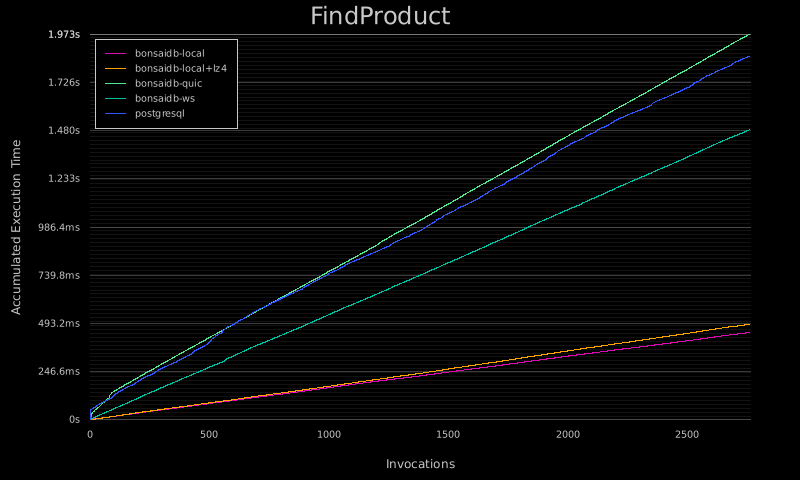 FindProduct
1.973s
1.726s
1.480s
1.233s
986.4ms
739.8ms
493.2ms
246.6ms
0s
Accumulated Execution Time
bonsaidb-local
bonsaidb-local+lz4
bonsaidb-quic
bonsaidb-ws
postgresql
0 500 1000 1500 2000 2500
Invocations